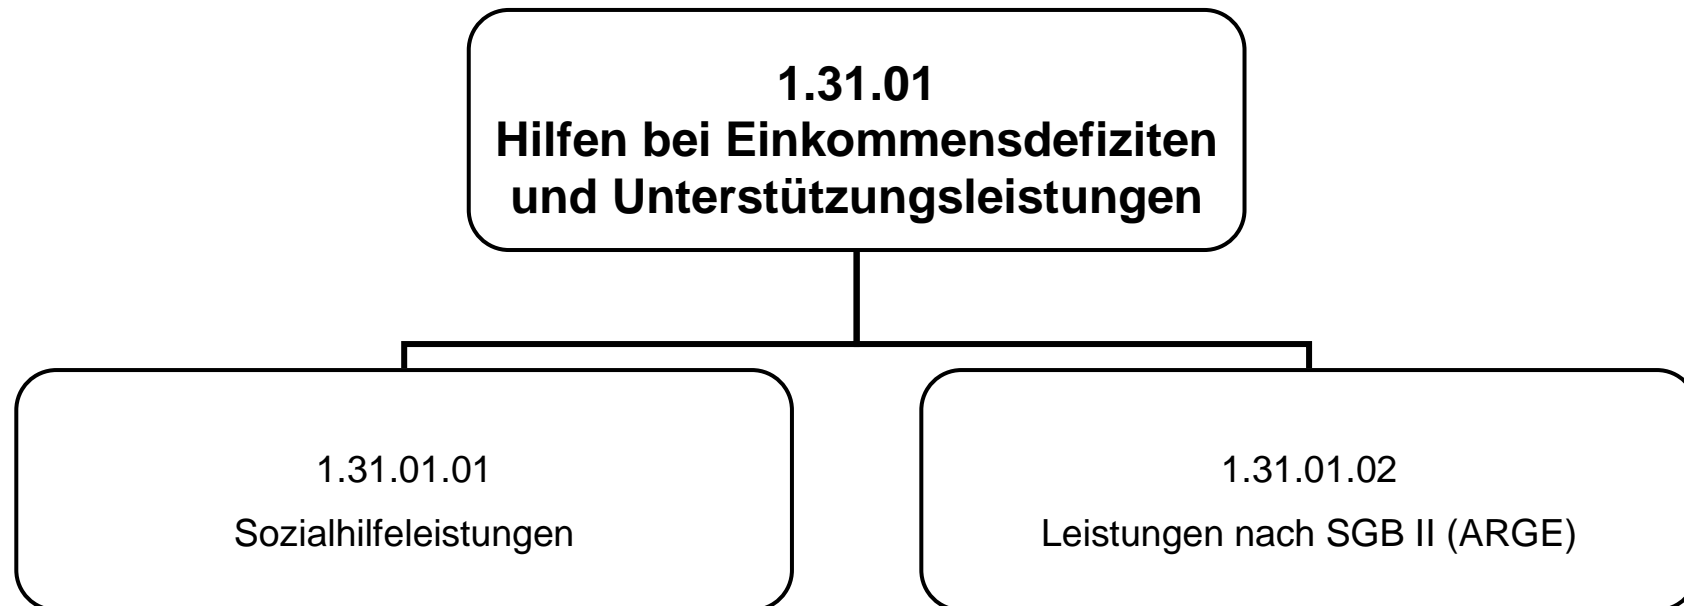 1.31.01
Hilfen bei Einkommensdefiziten
und Unterstützungsleistungen
1.31.01.01
Sozialhilfeleistungen
1.31.01.02
Leistungen nach SGB II (ARGE)